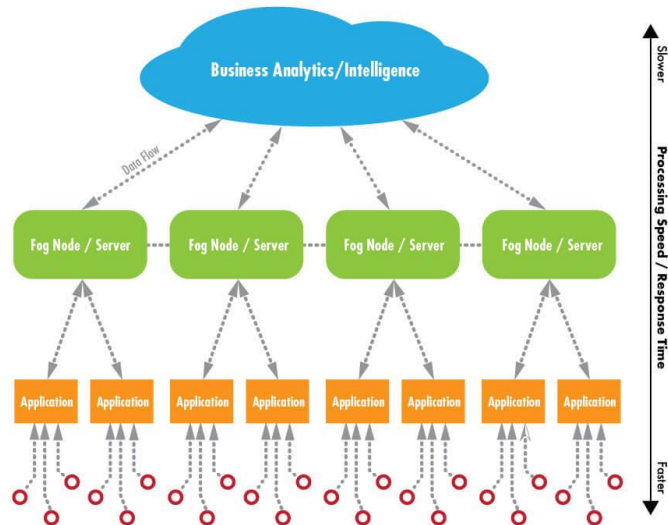 Business Analytics/Intelligence
Slower
Data Flow
Processing Speed / Response Time
Fog Node / Server
Fog Node / Server
Fog Node / Server
Fog Node / Server
Application
Application
Application
Application
Application
Application
Application
Application
Faster